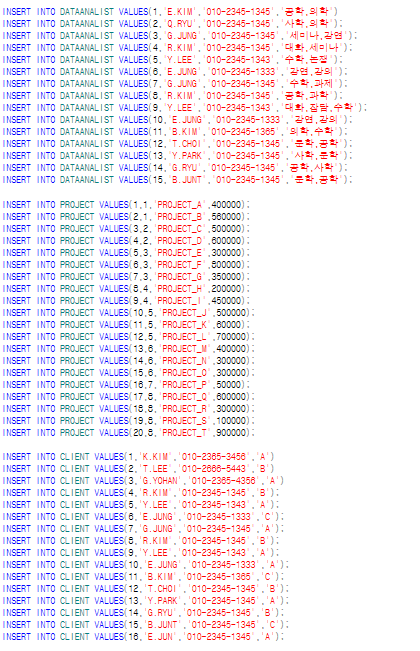 INSERT INTO DATAANALIST VALUES(1,'E.KIM','010-2345-1345','공학,의학')
INSERT INTO DATAANALIST VALUES(2,'Q.RYU','010-2345-1345','사학,의학');
INSERT INTO DATAANALIST VALUES(3,'G.JUNG','010-2345-1345','세미나,강연');
INSERT INTO DATAANALIST VALUES(4,'R.KIM','010-2345-1345','대화,세미나');
INSERT INTO DATAANALIST VALUES(5,'Y.LEE','010-2345-1343','수학,논쟁');
INSERT INTO DATAANALIST VALUES(6,'E.JUNG','010-2345-1333','강연,강의');
INSERT INTO DATAANALIST VALUES(7,'G.JUNG','010-2345-1345','수학,과제');
INSERT INTO DATAANALIST VALUES(8,'R.KIM','010-2345-1345','공학,과학');
INSERT INTO DATAANALIST VALUES(9,'Y.LEE','010-2345-1343','대화,잡담,수학');
INSERT INTO DATAANALIST VALUES(10,'E.JUNG','010-2345-1333','강연,강의');
INSERT INTO DATAANALIST VALUES(11,'B.KIM','010-2345-1365','의학,수학');
INSERT INTO DATAANALIST VALUES(12,'T.CHOI','010-2345-1345','문학,공학');
INSERT INTO DATAANALIST VALUES(13,'Y.PARK','010-2345-1345','사학,문학');
INSERT INTO DATAANALIST VALUES(14,'G.RYU','010-2345-1345','공학,사학');
INSERT INTO DATAANALIST VALUES(15,'B.JUNT','010-2345-1345','문학,공학');
INSERT INTO PROJECT VALUES(1,1,'PROJECT_A',400000);
INSERT INTO PROJECT VALUES(2,1,'PROJECT_B',560000);
INSERT INTO PROJECT VALUES(3,2,'PROJECT_C',500000);
INSERT INTO PROJECT VALUES(4,2,'PROJECT_D',600000);
INSERT INTO PROJECT VALUES(5,3,'PROJECT_E',300000);
INSERT INTO PROJECT VALUES(6,3,'PROJECT_F',800000);
INSERT INTO PROJECT VALUES(7,3,'PROJECT_G',350000);
INSERT INTO PROJECT VALUES(8,4,'PROJECT_H',200000);
INSERT INTO PROJECT VALUES(9,4,'PROJECT_I',450000);
INSERT INTO PROJECT VALUES(10,5,'PROJECT_J',500000);
INSERT INTO PROJECT VALUES(11,5,'PROJECT_K',60000);
INSERT INTO PROJECT VALUES(12,5,'PROJECT_L',700000);
INSERT INTO PROJECT VALUES(13,6,'PROJECT_M',400000);
INSERT INTO PROJECT VALUES(14,6,'PROJECT_N',300000);
INSERT INTO PROJECT VALUES(15,6,'PROJECT_O',300000);
INSERT INTO PROJECT VALUES(16,7,'PROJECT_P',50000);
INSERT INTO PROJECT VALUES(17,8,'PROJECT_Q',600000);
INSERT INTO PROJECT VALUES(18,8,'PROJECT_R',300000);
INSERT INTO PROJECT VALUES(19,8,'PROJECT_S',100000);
INSERT INTO PROJECT VALUES(20,8,'PROJECT_T',900000);
INSERT INTO CLIENT VALUES(1,'K.KIM','010-2365-3456','A')
INSERT INTO CLIENT VALUES(2,'T.LEE','010-2666-5443','B')
INSERT INTO CLIENT VALUES(3,'G.YOHAN','010-2365-4356','A')
INSERT INTO CLIENT VALUES(4,'R.KIM','010-2345-1345','B');
INSERT INTO CLIENT VALUES(5,'Y.LEE','010-2345-1343','A');
INSERT INTO CLIENT VALUES(6,'E.JUNG','010-2345-1333','C');
INSERT INTO CLIENT VALUES(7,'G.JUNG','010-2345-1345','A');
INSERT INTO CLIENT VALUES(8,'R.KIM','010-2345-1345','B');
INSERT INTO CLIENT VALUES(9,'Y.LEE','010-2345-1343','A');
INSERT INTO CLIENT VALUES(10,'E.JUNG','010-2345-1333','A');
INSERT INTO CLIENT VALUES(11,'B.KIM','010-2345-1365','C');
INSERT INTO CLIENT VALUES(12,'T.CHOI','010-2345-1345','B');
INSERT INTO CLIENT VALUES(13,'Y.PARK','010-2345-1345','A');
INSERT INTO CLIENT VALUES(14,'G.RYU','010-2345-1345','B');
INSERT INTO CLIENT VALUES(15,'B.JUNT','010-2345-1345','C');
INSERT INTO CLIENT VALUES(16,'E.JUN','010-2345-1345','A');